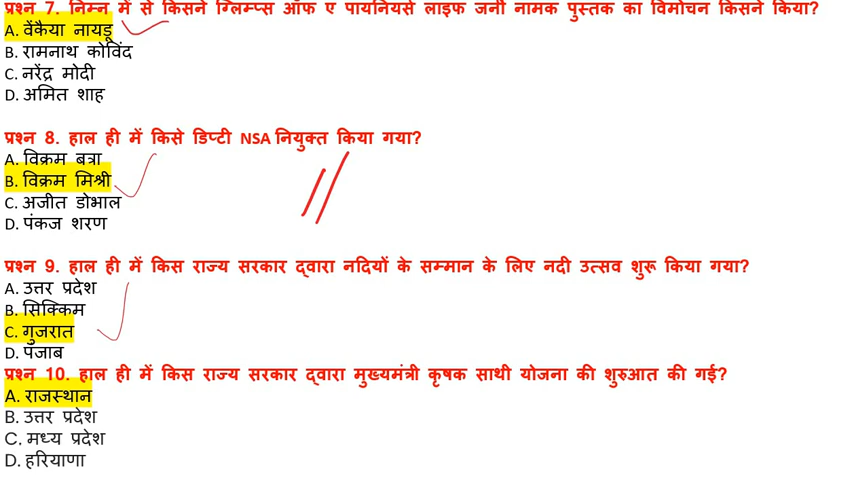 प्रश्न 7. निम्न में से किसने ग्लिम्प्स ऑफ ए पायनियर्स लाइफ जर्नी नामक पुस्तक का विमोचन किसने किया?
A. वेंकैया नायडू
B. रामनाथ कोविंद
C. नरेंद्र मोदी
D. अमित शाह
प्रश्न 8. हाल ही में किसे डिप्टी NSA नियुक्त किया गया?
A. विक्रम बत्रा
B. विक्रम मिश्री
C. अजीत डोभाल
D. पंकज शरण
प्रश्न 9. हाल ही में किस राज्य सरकार द्वारा नदियों के सम्मान के लिए नदी उत्सव शुरू किया गया?
A. उत्तर प्रदेश
B. सिक्किम
C. गुजरात
D. पंजाब
प्रश्न 10. हाल ही में किस राज्य सरकार द्वारा मुख्यमंत्री कृषक साथी योजना की शुरुआत की गई?
A. राजस्थान
B. उत्तर प्रदेश
C. मध्य प्रदेश
D. हरियाणा